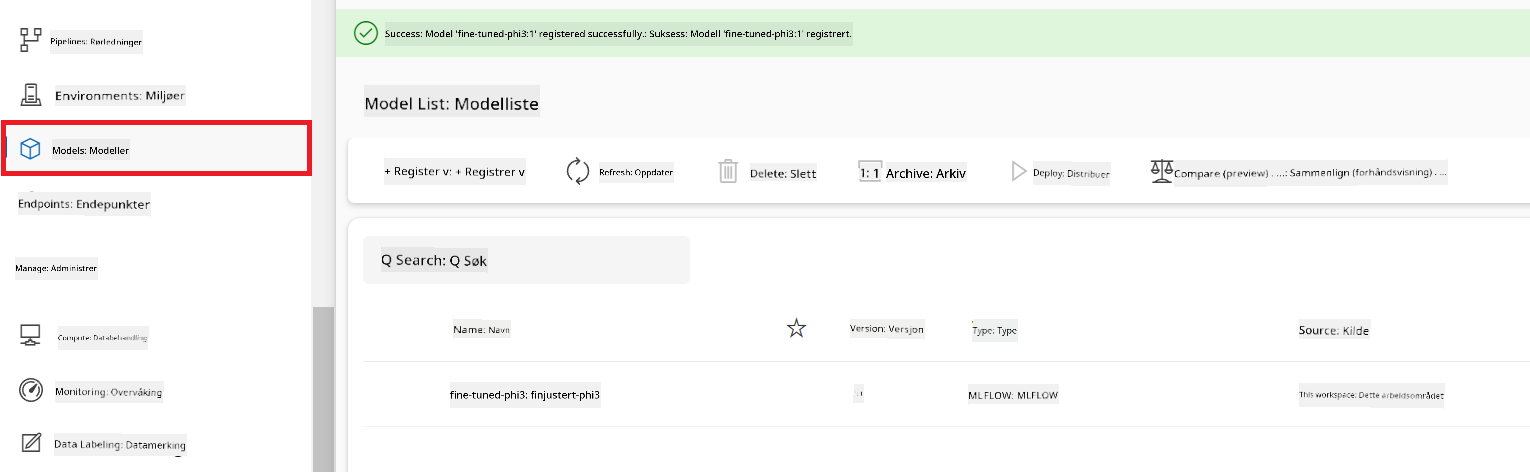 Pipelines: Rørledninger
Environments: Miljøer
Models: Modeller
Endpoints: Endepunkter
Manage: Administrer
Compute: Databehandling
Monitoring: Overvåking
Data Labeling: Datamerking
Success: Model 'fine-tuned-phi3:1' registered successfully.: Suksess: Modell 'fine-tuned-phi3:1' registrert.
Model List: Modelliste
+ Register v: + Registrer v
Refresh: Oppdater
Delete: Slett
1: 1 Archive: Arkiv
Deploy: Distribuer
Compare (preview) . ...: Sammenlign (forhåndsvisning) . ...
Q Search: Q Søk
Name: Navn
Version: Versjon
Type: Type
Source: Kilde
fine-tuned-phi3: finjustert-phi3
MLFLOW: MLFLOW
This workspace: Dette arbeidsområdet